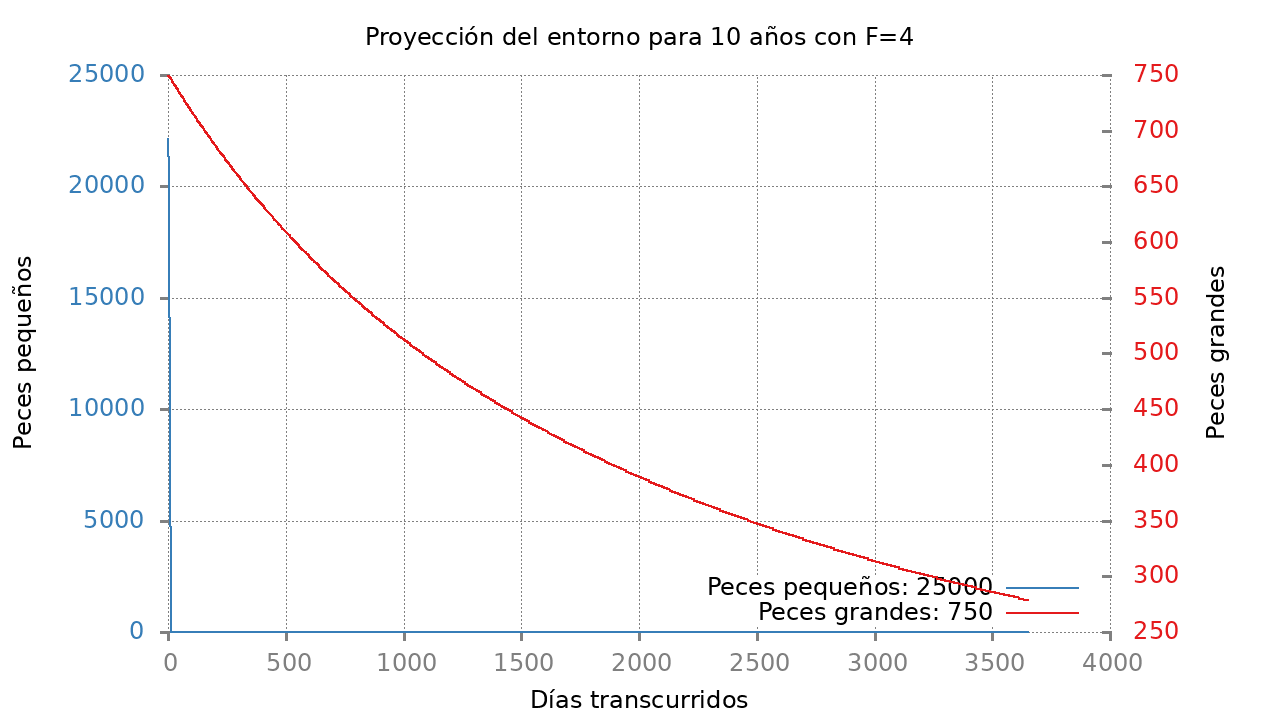 Proyección del entorno para 10 años con F=4
25000
20000
15000
10000
5000
0
Peces pequeños
750
700
650
600
550
500
450
400
350
300
250
Peces grandes
Peces pequeños: 25000
Peces grandes: 750
0 500 1000 1500 2000 2500 3000 3500 4000
Días transcurridos